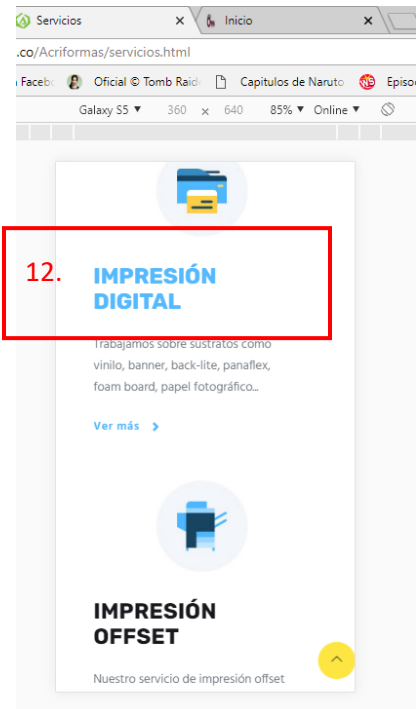 Servicios
Inicio
.co/Acriformas/servicios.html
Faceb
Oficial © Tomb Raid
Capitulos de Naruto
Episo
Galaxy S5 ▼ 360 × 640 85% ▼ Online ▼
12.
IMPRESIÓN
DIGITAL
Trabajamos sobre sustratos como
vinilo, banner, back-lite, panaflex,
foam board, papel fotográfico...
Ver más
IMPRESIÓN
OFFSET
Nuestro servicio de impresión offset